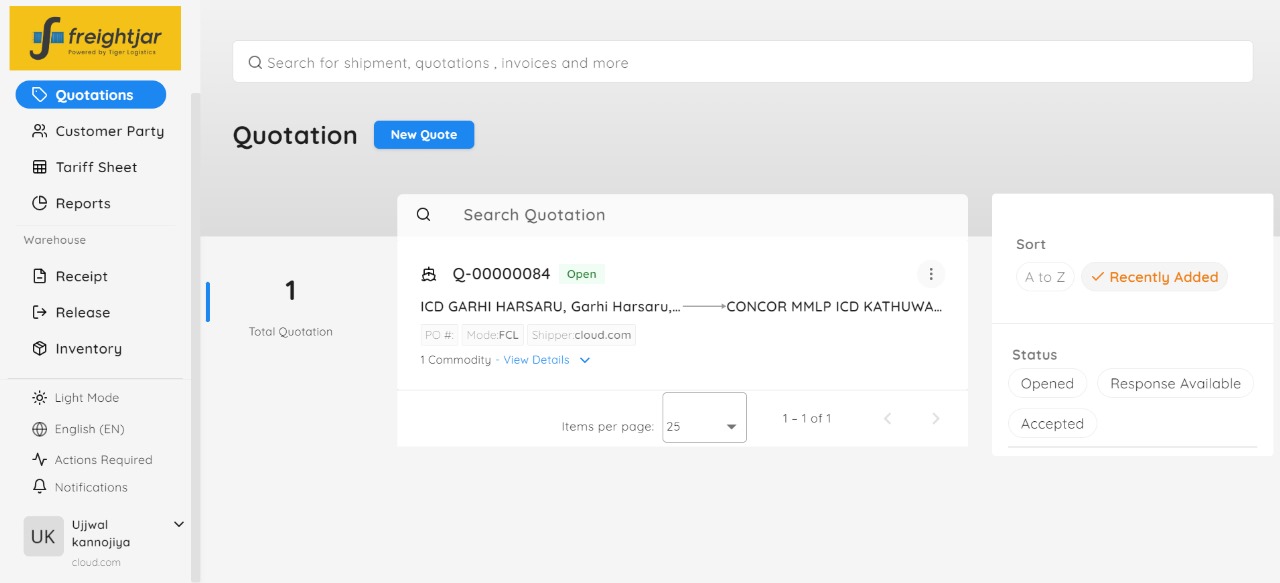 freightjar
Powered by Tiger Logistics
Quotations
Customer Party
Tariff Sheet
Reports
Warehouse
Receipt
Release
Inventory
Light Mode
English (EN)
Actions Required
Notifications
UK
Ujjwal
kannojiya
cloud.com
Search for shipment, quotations , invoices and more
Quotation
New Quote
1
Total Quotation
Search Quotation
Q-00000084 Open
ICD GARHI HARSARU, Garhi Harsaru,... CONCOR MMLP ICD KATHUWA...
PO #: Mode:FCL Shipper:cloud.com
1 Commodity - View Details
Items per page: 25 1 – 1 of 1
Sort
A to Z Recently Added
Status
Opened Response Available
Accepted